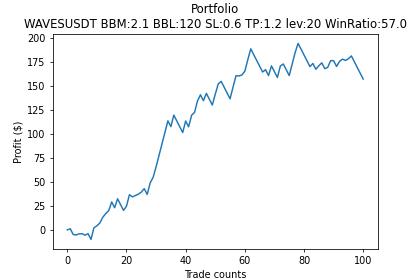 Portfolio
WAVESUSDT BBM:2.1 BBL:120 SL:0.6 TP:1.2 lev:20 WinRatio:57.0
200
175
150
125
100
75
50
25
0
Profit ($)
0 20 40 60 80 100
Trade counts